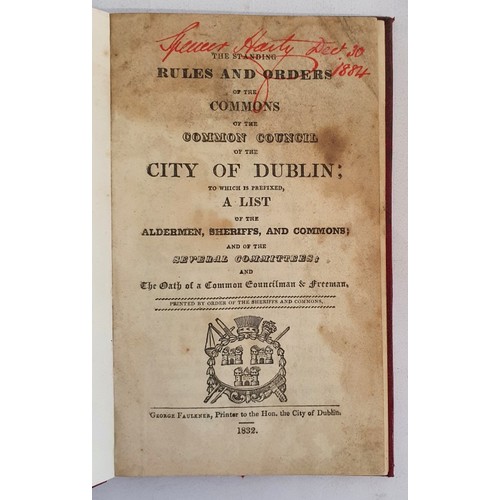 Spencer Harty Dec 30
1884
THE STANDING
RULES AND ORDERS
OF THE
COMMONS
OF THE
COMMON COUNCIL
OF THE
CITY OF DUBLIN;
TO WHICH IS PREFIXED,
A LIST
OF THE
ALDERMEN, SHERIFFS, AND COMMONS;
AND OF THE
SEVERAL COMMITTEES;
AND
The Oath of a Common Councilman & Freeman.
PRINTED BY ORDER OF THE SHERIFFS AND COMMONS.
GEORGE FAULKNER, Printer to the Hon. the City of Dublin.
1832.